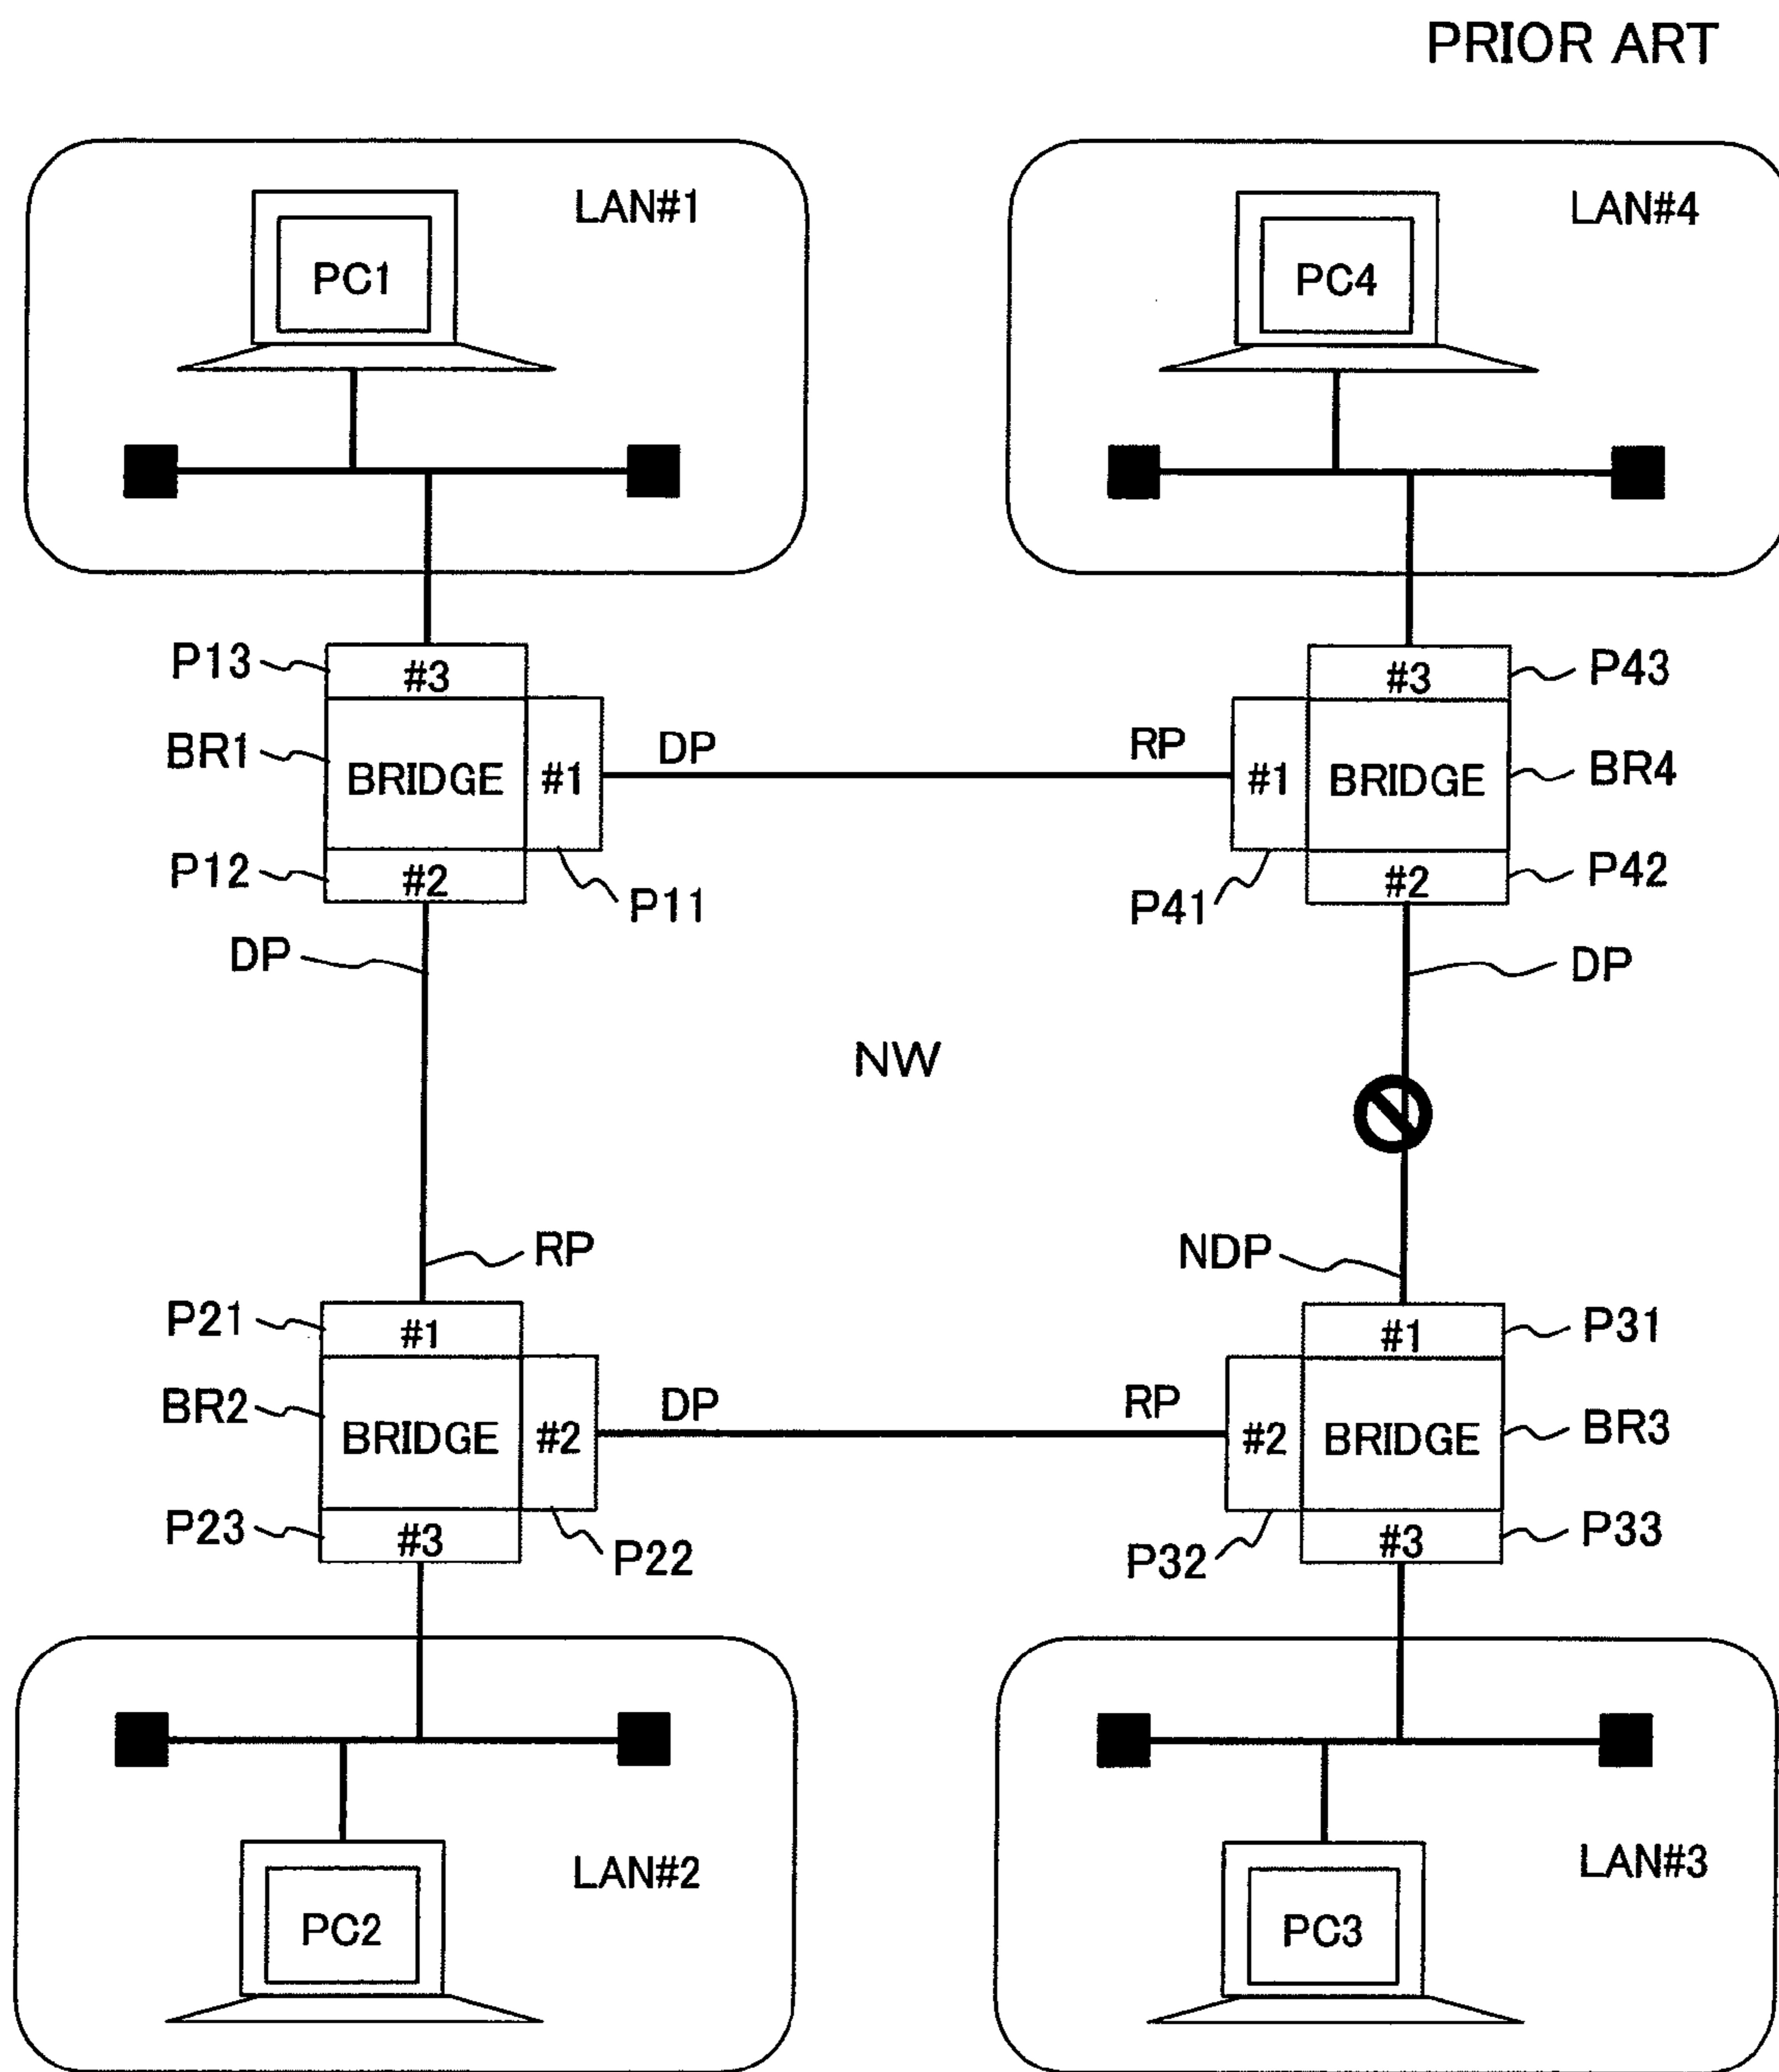 PRIOR ART
LAN#1
LAN#4
PC1
PC4
P13
#3
#3
P43
BR1
BRIDGE
#1
DP
RP
#1
BRIDGE
BR4
P12
#2
P11
P41
#2
P42
DP
DP
NW
RP
NDP
P21
#1
#1
P31
BR2
BRIDGE
#2
DP
RP
#2
BRIDGE
BR3
P23
#3
P22
P32
#3
P33
LAN#2
LAN#3
PC2
PC3